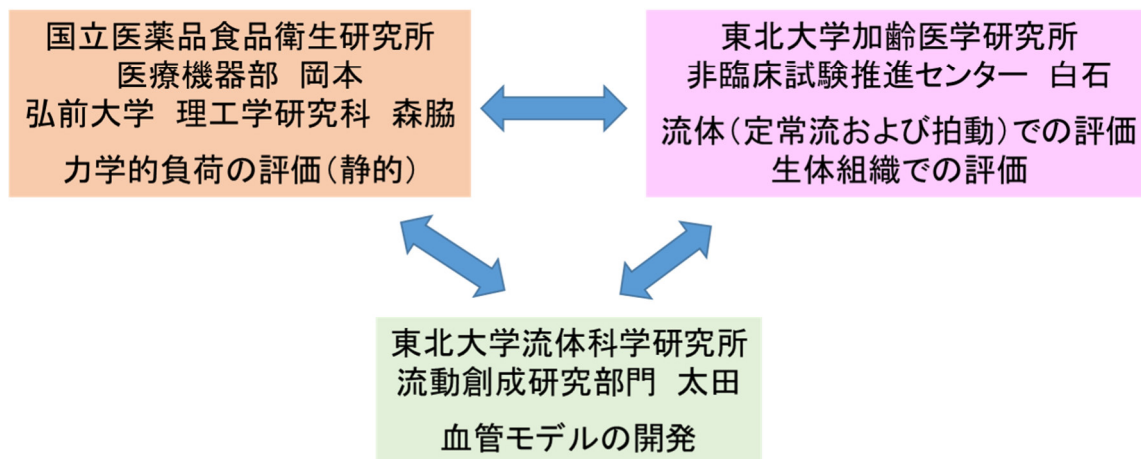 国立医薬品食品衛生研究所
医療機器部 岡本
弘前大学 理工学研究科 森脇
力学的負荷の評価(静的)
東北大学加齢医学研究所
非臨床試験推進センター 白石
流体(定常流および拍動)での評価
生体組織での評価
東北大学流体科学研究所
流動創成研究部門 太田
血管モデルの開発